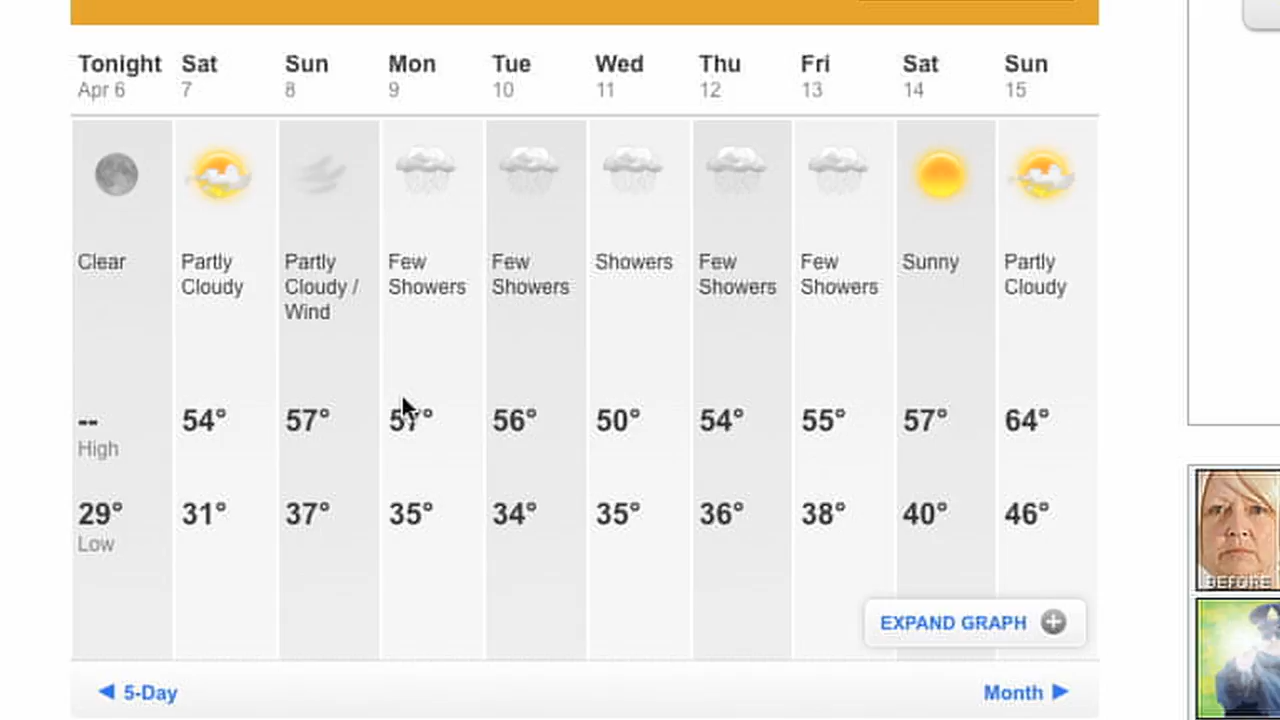 Tonight Sat Sun Mon Tue Wed Thu Fri Sat Sun
Apr 6 7 8 9 10 11 12 13 14 15
Clear Partly Partly Few Few Showers Few Few Sunny Partly
Cloudy Cloudy / Showers Showers Showers Showers Cloudy
Wind
-- 54° 57° 57° 56° 50° 54° 55° 57° 64°
High
29° 31° 37° 35° 34° 35° 36° 38° 40° 46°
Low
BEFORE
EXPAND GRAPH
5-Day Month